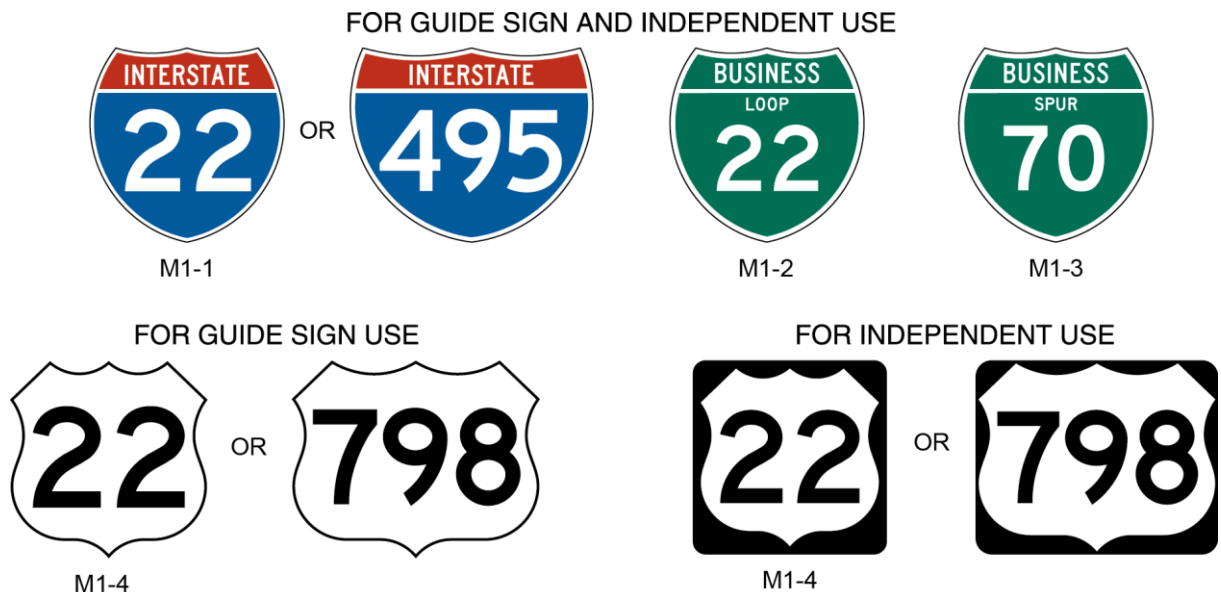 FOR GUIDE SIGN AND INDEPENDENT USE
INTERSTATE
22
OR
INTERSTATE
495
BUSINESS
LOOP
22
BUSINESS
SPUR
70
M1-1
M1-2
M1-3
FOR GUIDE SIGN USE
FOR INDEPENDENT USE
22
OR
798
22
OR
798
M1-4
M1-4